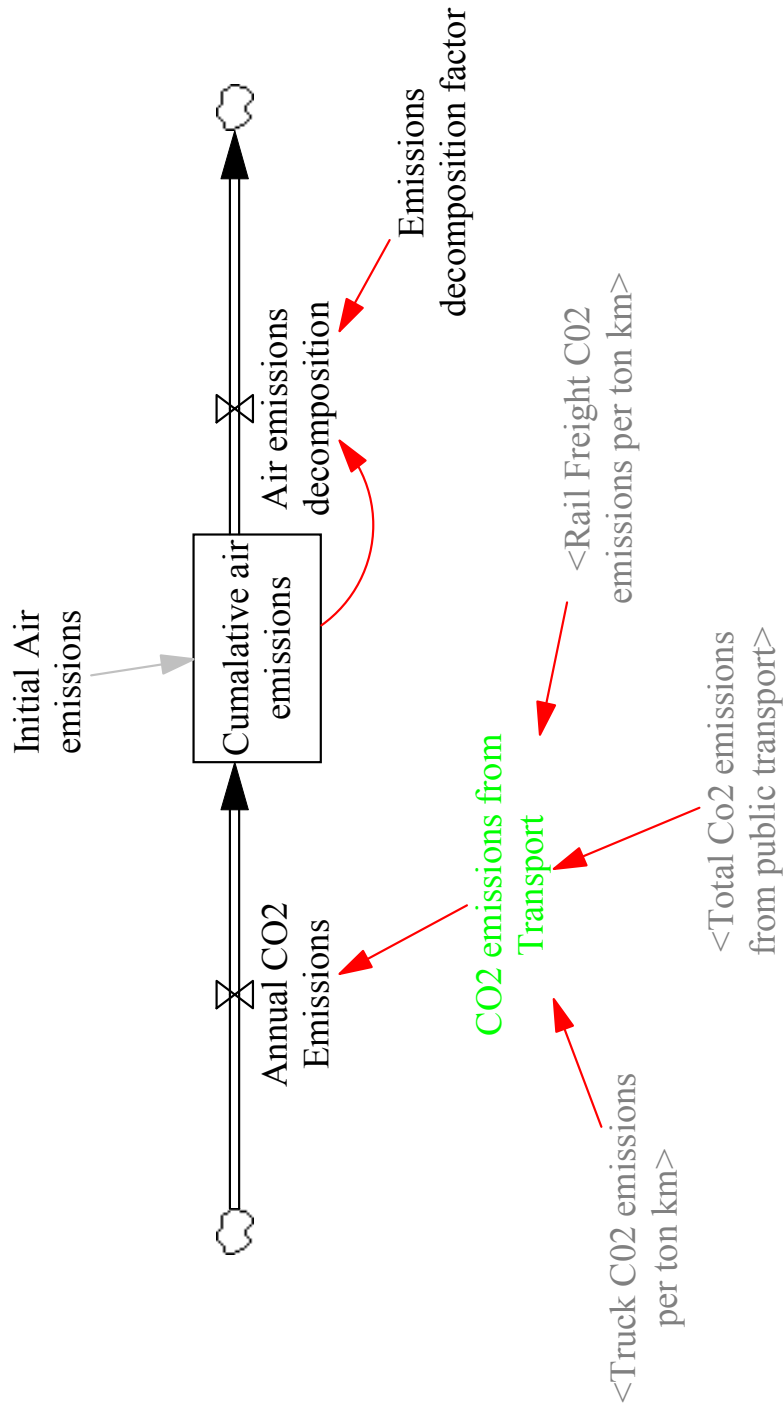 Initial Air
emissions
Cumalative air
emissions
Annual CO2
Emissions
Air emissions
decomposition
Emissions
decomposition factor
CO2 emissions from
Transport
<Truck C02 emissions
per ton km>
<Total Co2 emissions
from public transport>
<Rail Freight C02
emissions per ton km>